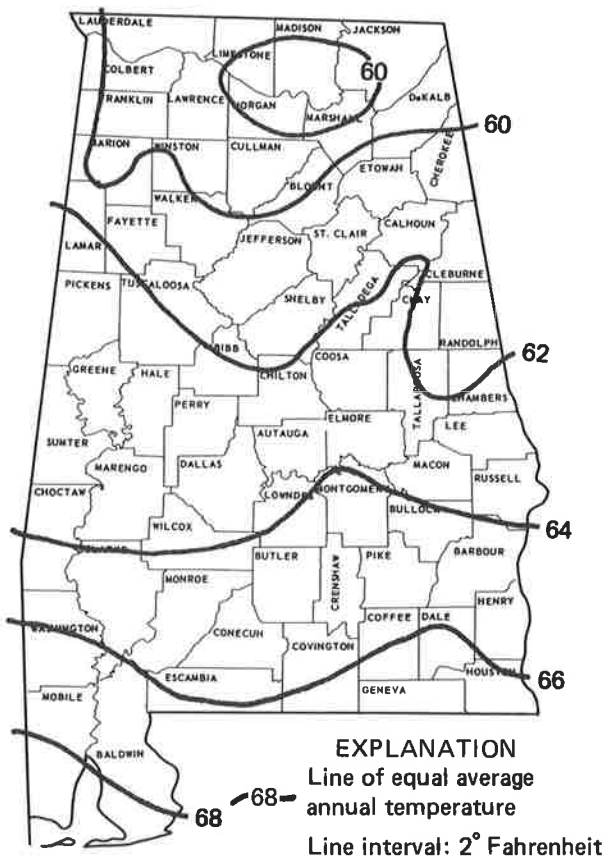 LAUDERDALE
LIMESTONE
MADISON
JACKSON
COLBERT
60
FRANKLIN
LAWRENCE
MORGAN
MARSHALL
DeKALB
60
MARION
WINSTON
CULLMAN
BLOUNT
ETOWAH
CHEROKEE
WALKER
FAYETTE
LAMAR
JEFFERSON
ST. CLAIR
CALHOUN
PICKENS
TUSCALOOSA
SHELBY
TALLADEGA
CLAY
CLEBURNE
BIBB
CHILTON
COOSA
RANDOLPH
62
GREENE
HALE
PERRY
TALLAPOOSA
CHAMBERS
SUMTER
AUTAUGA
ELMORE
LEE
MARENGO
DALLAS
MACON
RUSSELL
CHOCTAW
LOWNDES
MONTGOMERY
BULLOCK
WILCOX
64
CLARKE
BUTLER
CRENSHAW
PIKE
BARBOUR
MONROE
HENRY
WASHINGTON
CONECUH
COVINGTON
COFFEE
DALE
ESCAMBIA
GENEVA
HOUSTON
66
MOBILE
BALDWIN
68
EXPLANATION
68
Line of equal average
annual temperature
Line interval: 2° Fahrenheit